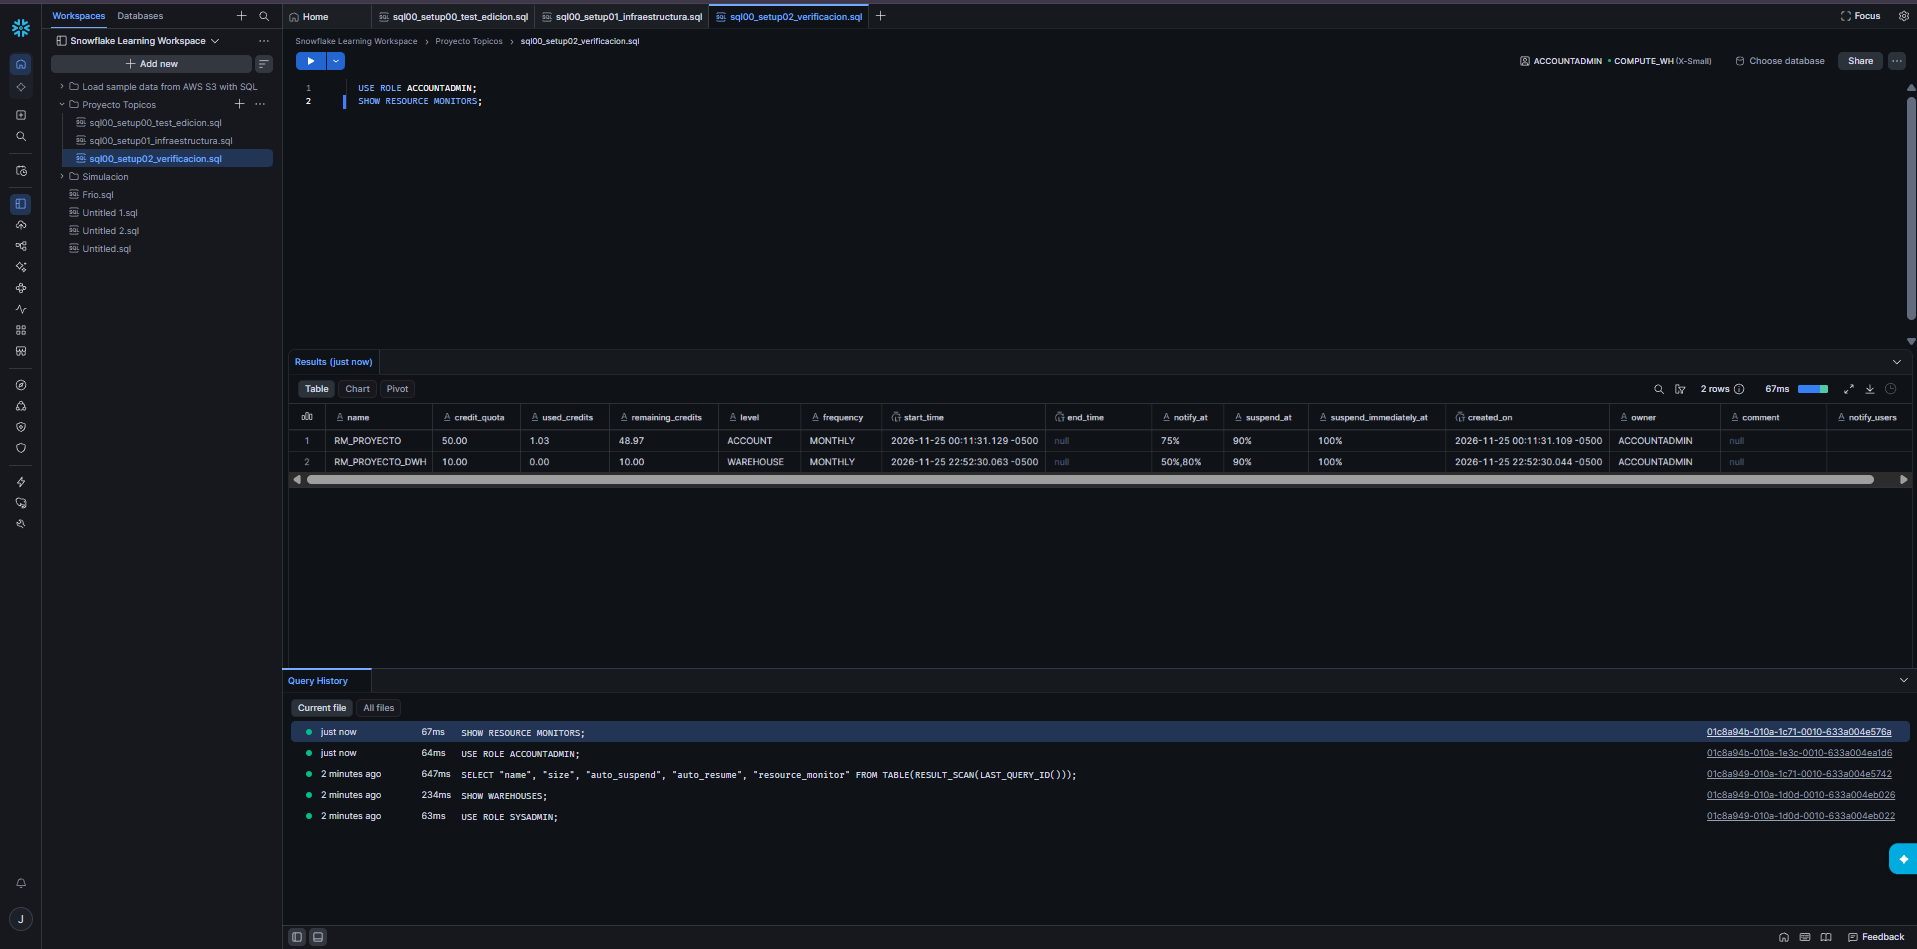 Workspaces Databases
Home sql00_setup00_test_edicion.sql sql00_setup01_infraestructura.sql sql00_setup02_verificacion.sql Focus
Snowflake Learning Workspace
Snowflake Learning Workspace Proyecto Topicos sql00_setup02_verificacion.sql
Add new
ACCOUNTADMIN COMPUTE_WH (X-Small) Choose database Share
Load sample data from AWS S3 with SQL
Proyecto Topicos
sql00_setup00_test_edicion.sql
sql00_setup01_infraestructura.sql
sql00_setup02_verificacion.sql
Simulacion
Frio.sql
Untitled 1.sql
Untitled 2.sql
Untitled.sql
1 USE ROLE ACCOUNTADMIN;
2 SHOW RESOURCE MONITORS;
Results (just now)
Table Chart Pivot 2 rows 67ms
name credit_quota used_credits remaining_credits level frequency start_time end_time notify_at suspend_at suspend_immediately_at created_on owner comment notify_users
1 RM_PROYECTO 50.00 1.03 48.97 ACCOUNT MONTHLY 2026-11-25 00:11:31.129 -0500 null 75% 90% 100% 2026-11-25 00:11:31.109 -0500 ACCOUNTADMIN null
2 RM_PROYECTO_DWH 10.00 0.00 10.00 WAREHOUSE MONTHLY 2026-11-25 22:52:30.063 -0500 null 50%,80% 90% 100% 2026-11-25 22:52:30.044 -0500 ACCOUNTADMIN null
Query History
Current file All files
just now 67ms SHOW RESOURCE MONITORS; 01c8a94b-010a-1c71-0010-633a004e576a
just now 64ms USE ROLE ACCOUNTADMIN; 01c8a94b-010a-1e3c-0010-633a004ea1d6
2 minutes ago 647ms SELECT "name", "size", "auto_suspend", "auto_resume", "resource_monitor" FROM TABLE(RESULT_SCAN(LAST_QUERY_ID())); 01c8a949-010a-1c71-0010-633a004e5742
2 minutes ago 234ms SHOW WAREHOUSES; 01c8a949-010a-1d0d-0010-633a004eb026
2 minutes ago 63ms USE ROLE SYSADMIN; 01c8a949-010a-1d0d-0010-633a004eb022
J
Feedback